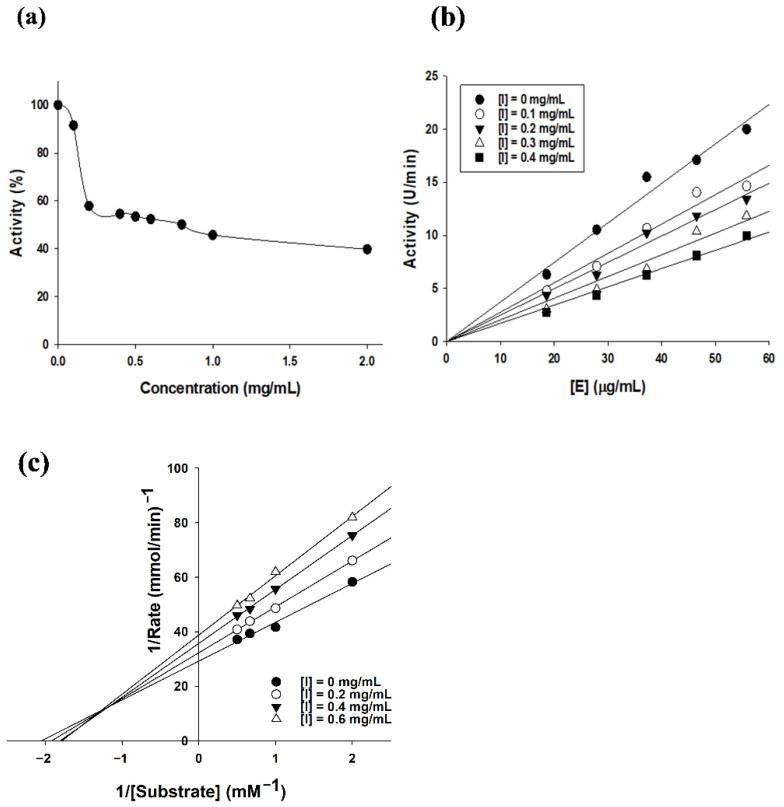 (a)
100
80
60
40
20
0
Activity (%)
0.0
0.5
1.0
1.5
2.0
Concentration (mg/mL)
(b)
25
20
15
10
5
0
Activity (U/min)
[I] = 0 mg/mL
[I] = 0.1 mg/mL
[I] = 0.2 mg/mL
[I] = 0.3 mg/mL
[I] = 0.4 mg/mL
0
10
20
30
40
50
60
[E] (µg/mL)
(c)
100
80
60
40
20
0
1/Rate (mmol/min)⁻¹
[I] = 0 mg/mL
[I] = 0.2 mg/mL
[I] = 0.4 mg/mL
[I] = 0.6 mg/mL
−2
−1
0
1
2
1/[Substrate] (mM⁻¹)